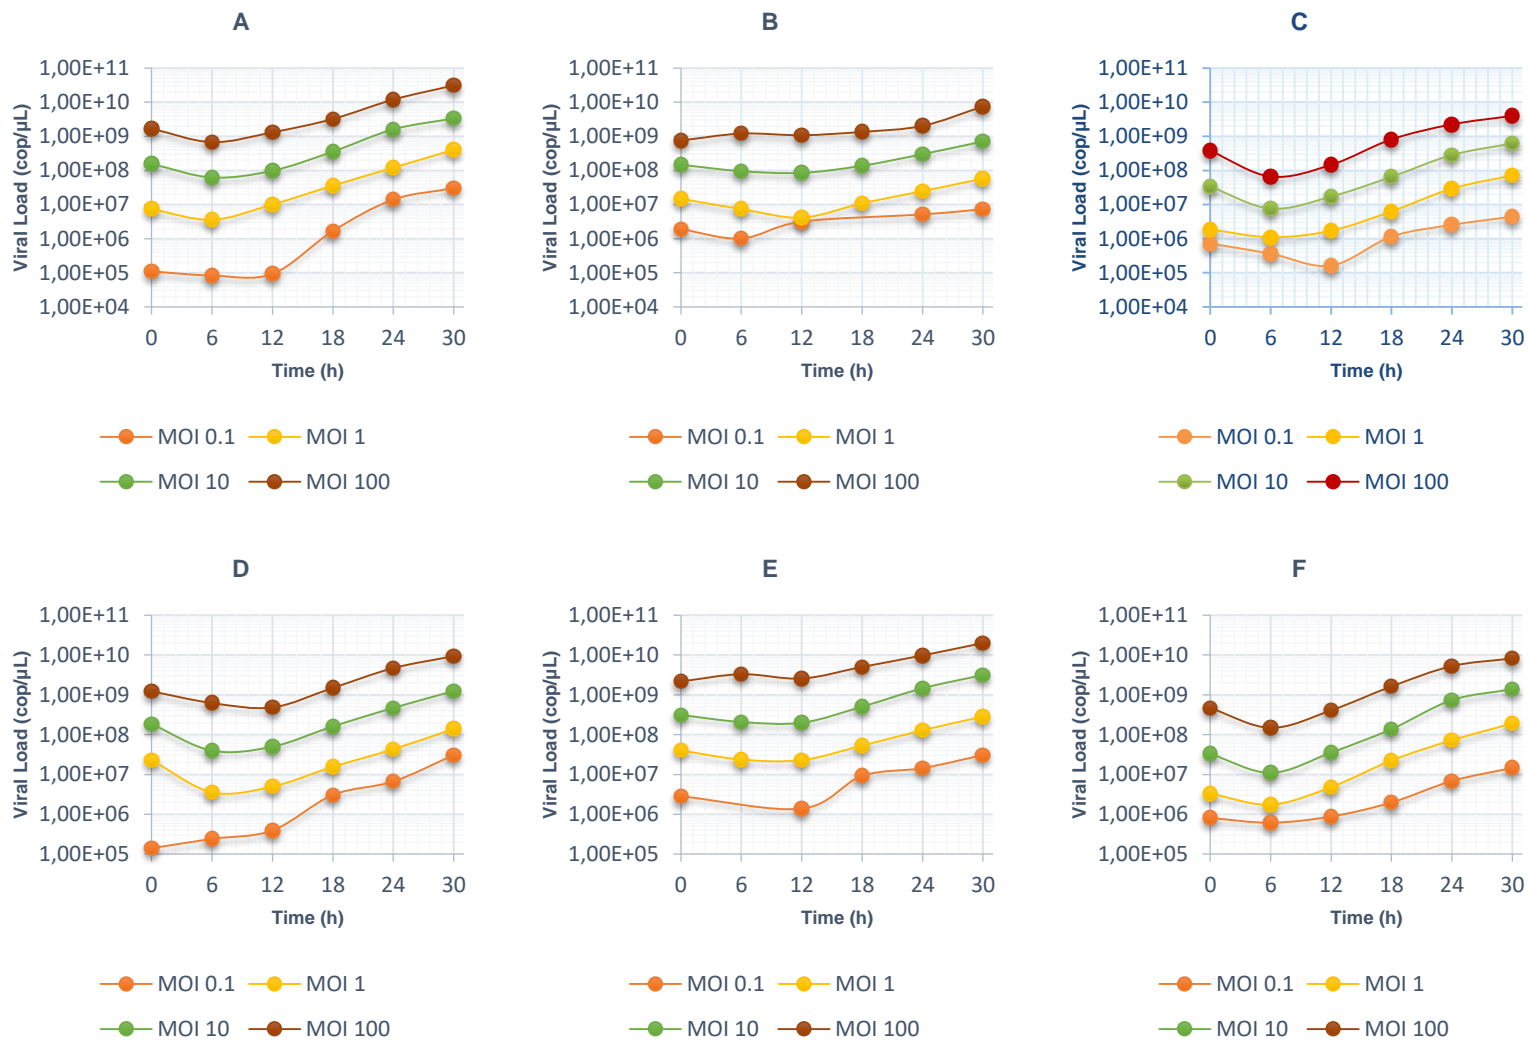 A
Viral Load (cop/µL)
1,00E+11
1,00E+10
1,00E+09
1,00E+08
1,00E+07
1,00E+06
1,00E+05
1,00E+04
0 6 12 18 24 30
Time (h)
MOI 0.1 MOI 1
MOI 10 MOI 100
B
Viral Load (cop/µL)
1,00E+11
1,00E+10
1,00E+09
1,00E+08
1,00E+07
1,00E+06
1,00E+05
1,00E+04
0 6 12 18 24 30
Time (h)
MOI 0.1 MOI 1
MOI 10 MOI 100
C
Viral Load (cop/µL)
1,00E+11
1,00E+10
1,00E+09
1,00E+08
1,00E+07
1,00E+06
1,00E+05
1,00E+04
0 6 12 18 24 30
Time (h)
MOI 0.1 MOI 1
MOI 10 MOI 100
D
Viral Load (cop/µL)
1,00E+11
1,00E+10
1,00E+09
1,00E+08
1,00E+07
1,00E+06
1,00E+05
0 6 12 18 24 30
Time (h)
MOI 0.1 MOI 1
MOI 10 MOI 100
E
Viral Load (cop/µL)
1,00E+11
1,00E+10
1,00E+09
1,00E+08
1,00E+07
1,00E+06
1,00E+05
0 6 12 18 24 30
Time (h)
MOI 0.1 MOI 1
MOI 10 MOI 100
F
Viral Load (cop/µL)
1,00E+11
1,00E+10
1,00E+09
1,00E+08
1,00E+07
1,00E+06
1,00E+05
0 6 12 18 24 30
Time (h)
MOI 0.1 MOI 1
MOI 10 MOI 100